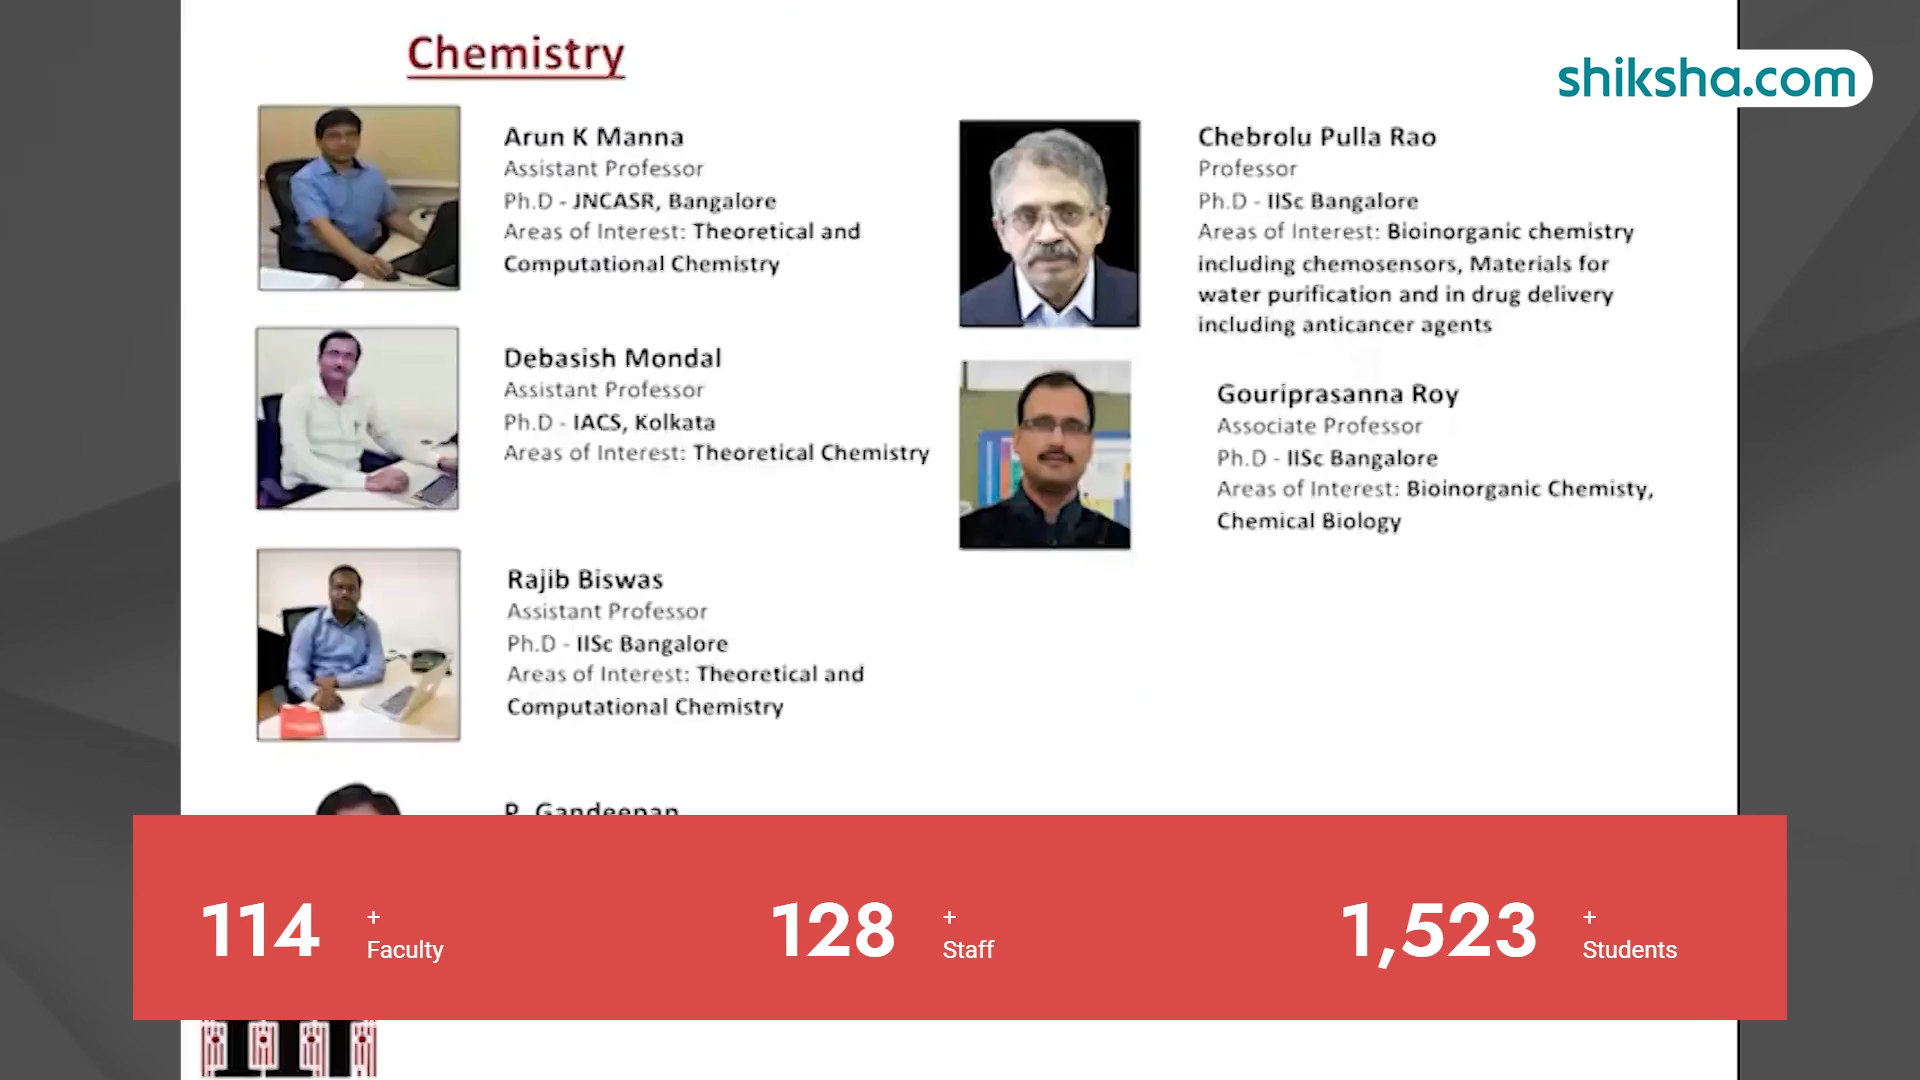 Chemistry
shiksha.com
Arun K Manna
Assistant Professor
Ph.D - JNCASR, Bangalore
Areas of Interest: Theoretical and
Computational Chemistry
Debasish Mondal
Assistant Professor
Ph.D - IACS, Kolkata
Areas of Interest: Theoretical Chemistry
Rajib Biswas
Assistant Professor
Ph.D - IISc Bangalore
Areas of Interest: Theoretical and
Computational Chemistry
Chebrolu Pulla Rao
Professor
Ph.D - IISc Bangalore
Areas of Interest: Bioinorganic chemistry
including chemosensors, Materials for
water purification and in drug delivery
including anticancer agents
Gouriprasanna Roy
Associate Professor
Ph.D - IISc Bangalore
Areas of Interest: Bioinorganic Chemisty,
Chemical Biology
Gandeepan
114 + Faculty
128 + Staff
1,523 + Students